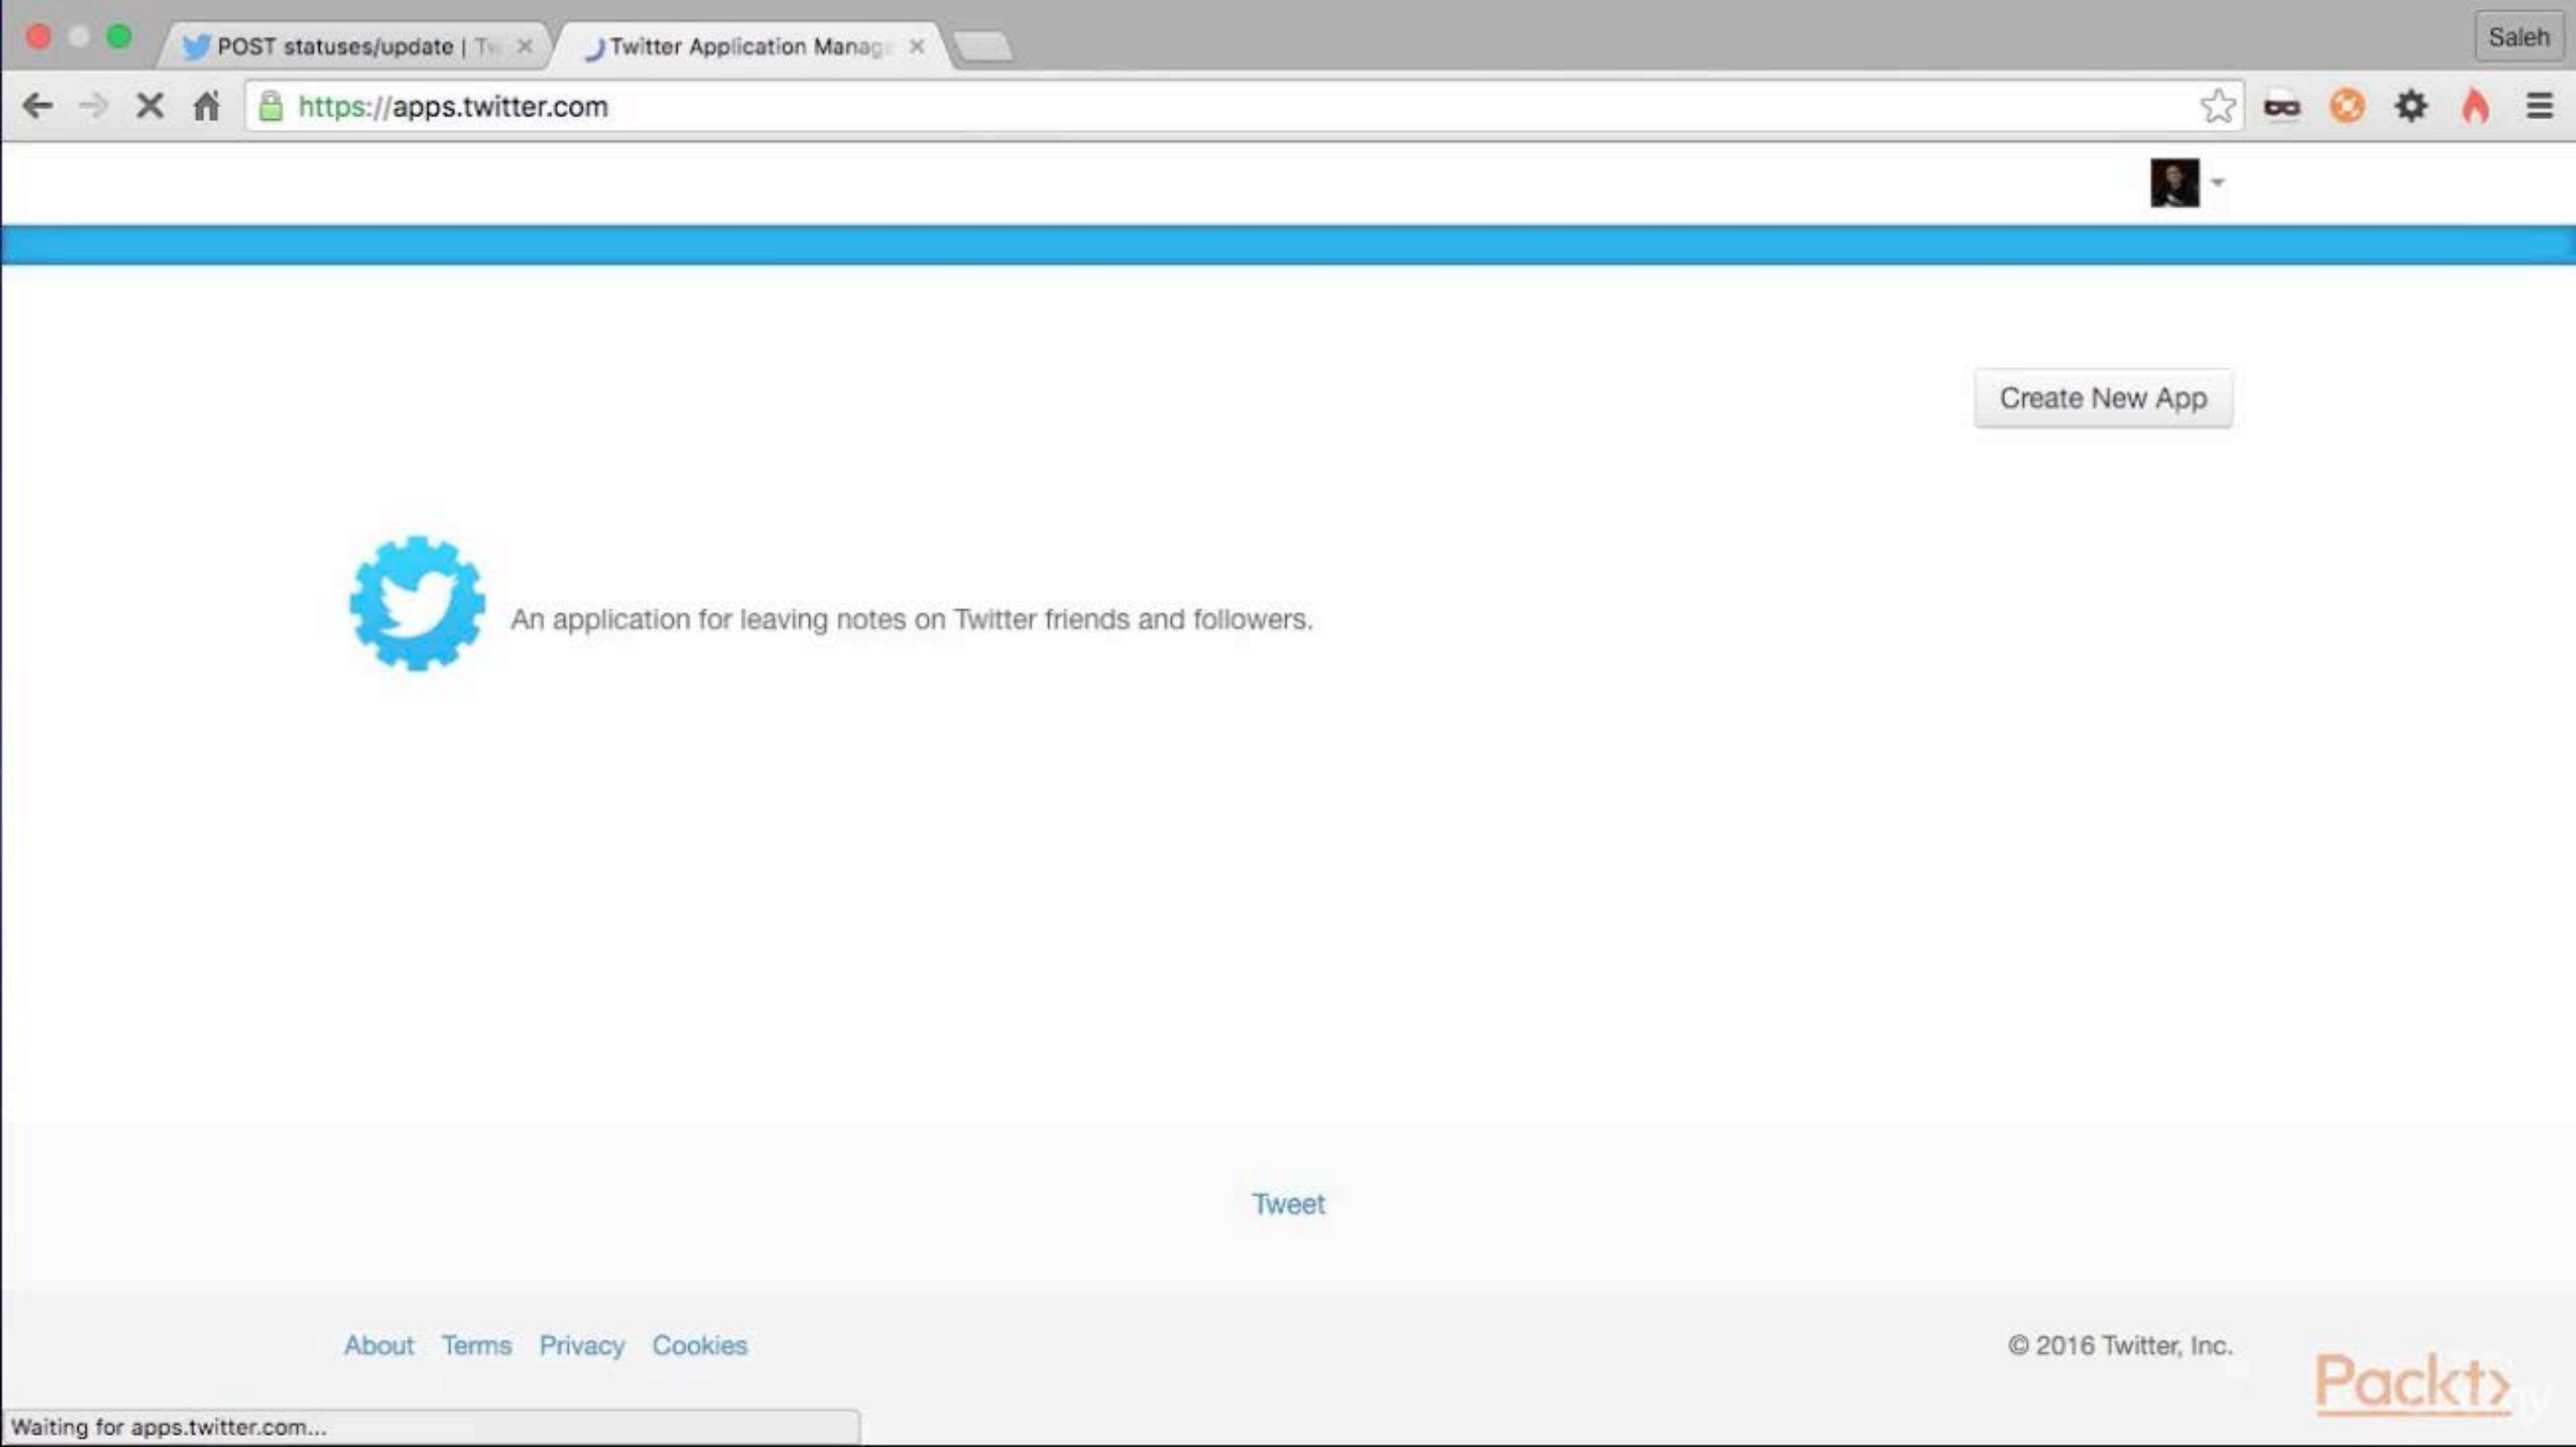 POST statuses/update | Tw
Twitter Application Manag
Saleh
https://apps.twitter.com
Create New App
An application for leaving notes on Twitter friends and followers.
Tweet
About Terms Privacy Cookies
© 2016 Twitter, Inc.
Packt>
Waiting for apps.twitter.com...